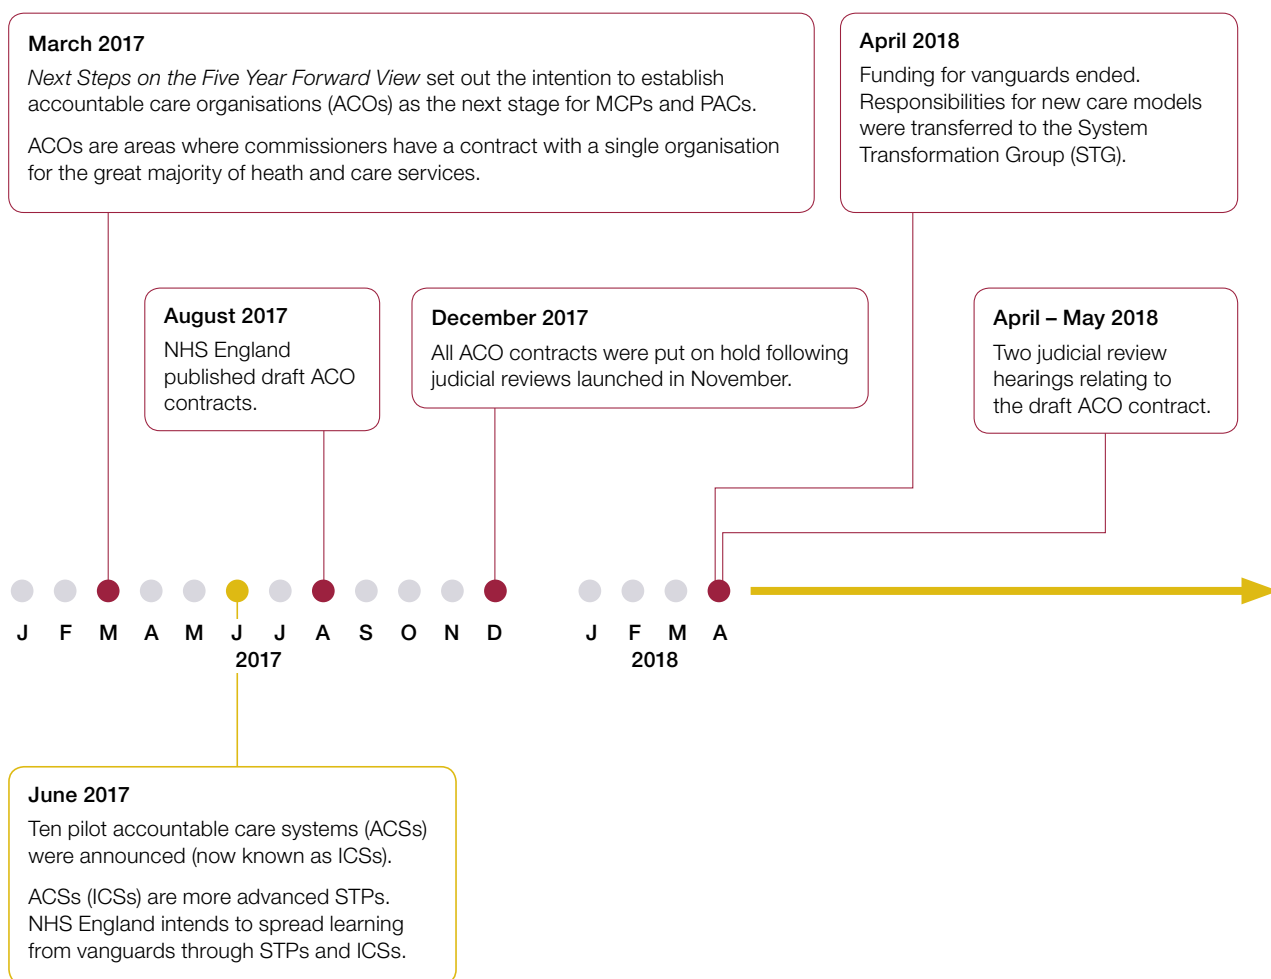 March 2017
Next Steps on the Five Year Forward View set out the intention to establish
accountable care organisations (ACOs) as the next stage for MCPs and PACs.
ACOs are areas where commissioners have a contract with a single organisation
for the great majority of heath and care services.
April 2018
Funding for vanguards ended.
Responsibilities for new care models
were transferred to the System
Transformation Group (STG).
August 2017
NHS England
published draft ACO
contracts.
December 2017
All ACO contracts were put on hold following
judicial reviews launched in November.
April – May 2018
Two judicial review
hearings relating to
the draft ACO contract.
J F M A M J J A S O N D J F M A
2017 2018
June 2017
Ten pilot accountable care systems (ACSs)
were announced (now known as ICSs).
ACSs (ICSs) are more advanced STPs.
NHS England intends to spread learning
from vanguards through STPs and ICSs.